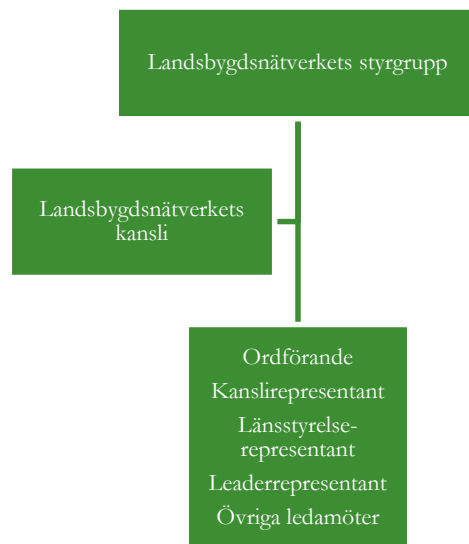 Landsbygdsnätverkets styrgrupp
Landsbygdsnätverkets
kansli
Ordförande
Kanslirepresentant
Länsstyrelse-
representant
Leaderrepresentant
Övriga ledamöter